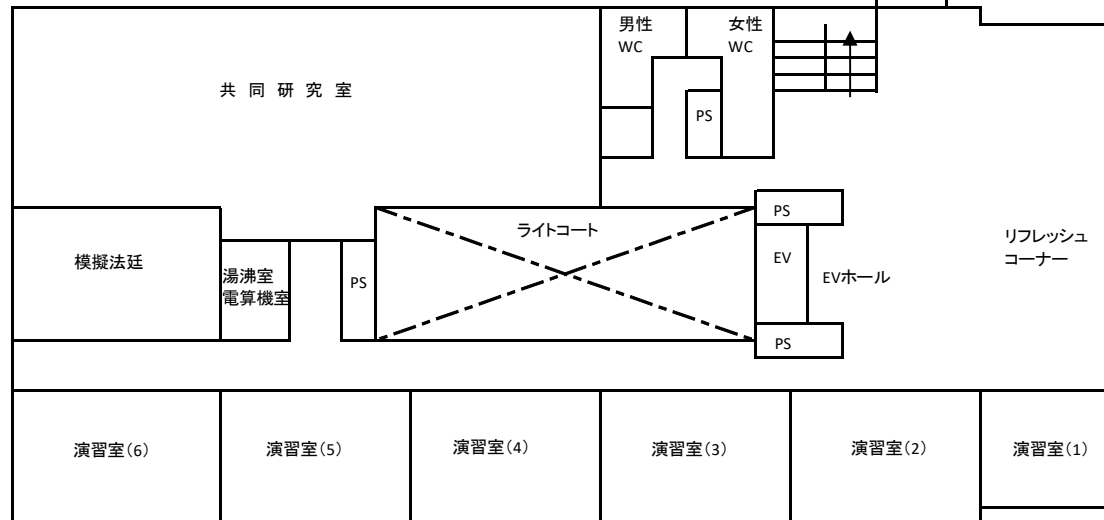 男性
WC
女性
WC
共 同 研 究 室
PS
PS
ライトコート
リフレッシュ
コーナー
模擬法廷
EV
湯沸室
電算機室
PS
EVホール
PS
演習室(6)
演習室(5)
演習室(4)
演習室(3)
演習室(2)
演習室(1)